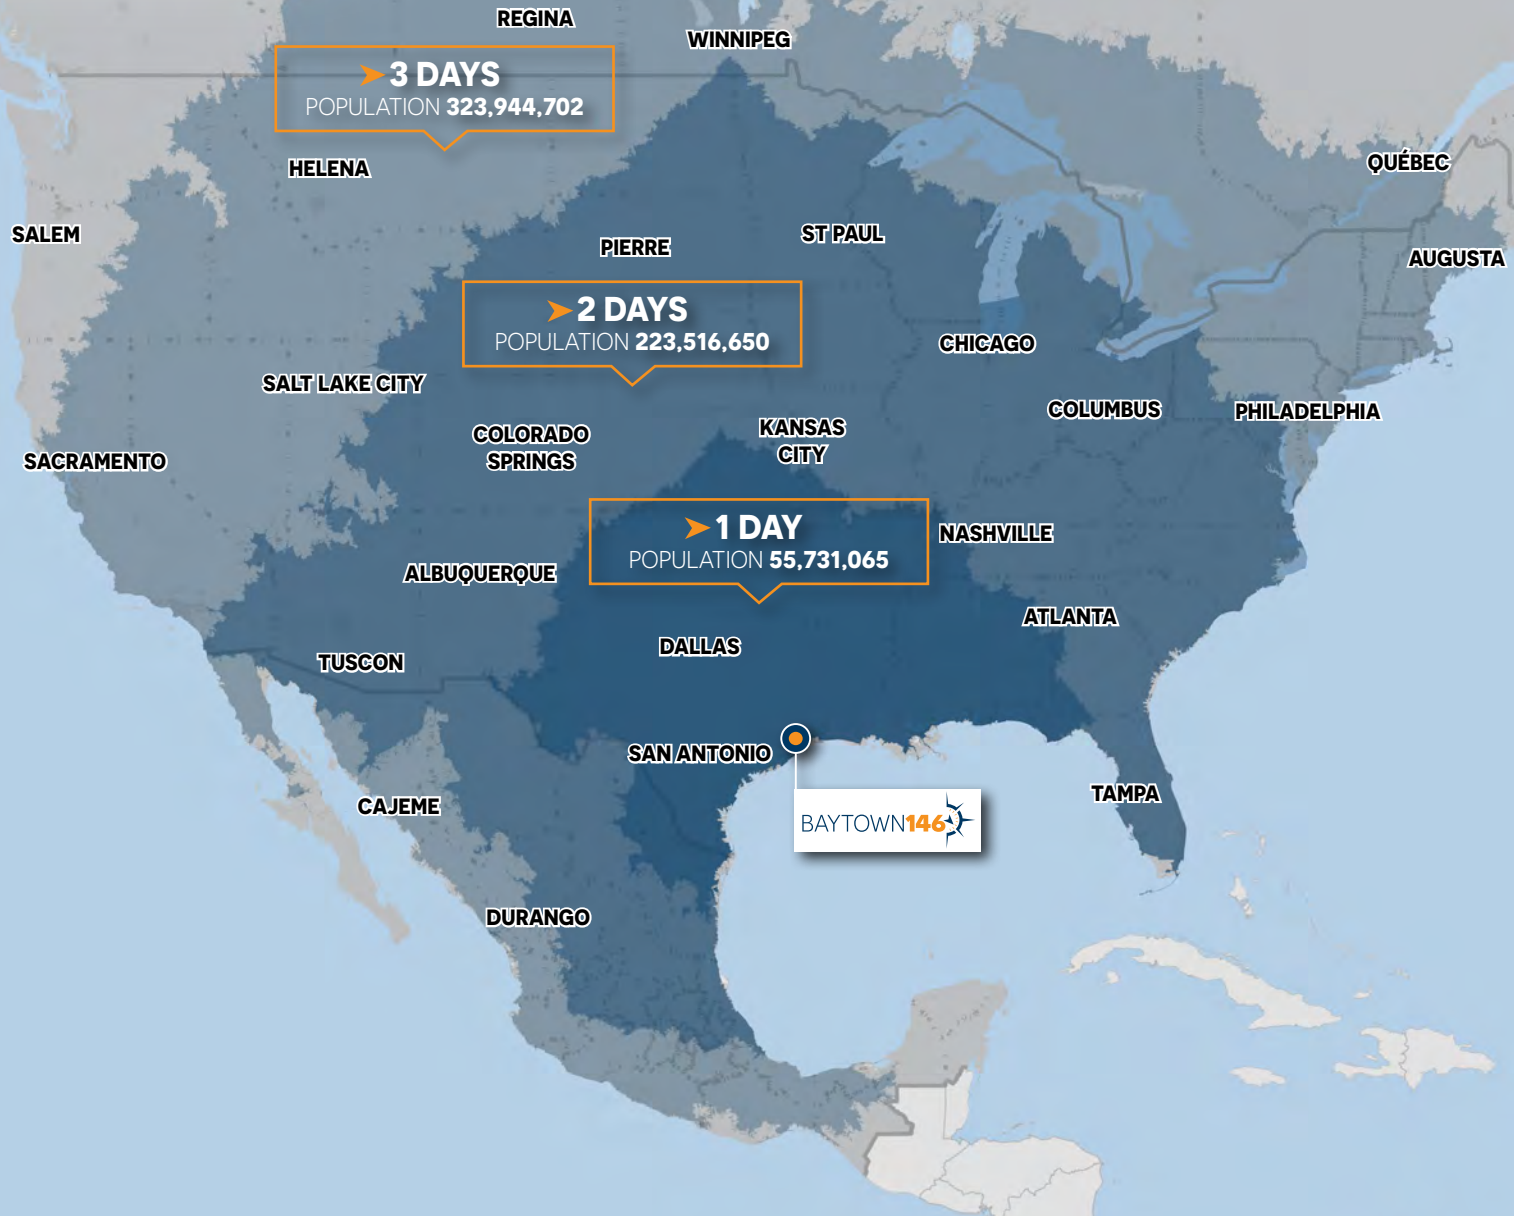 REGINA
WINNIPEG
3 DAYS
POPULATION 323,944,702
HELENA
QUÉBEC
SALEM
PIERRE
ST PAUL
AUGUSTA
2 DAYS
POPULATION 223,516,650
CHICAGO
SALT LAKE CITY
COLUMBUS
PHILADELPHIA
COLORADO
SPRINGS
KANSAS
CITY
SACRAMENTO
1 DAY
POPULATION 55,731,065
NASHVILLE
ALBUQUERQUE
ATLANTA
DALLAS
TUSCON
SAN ANTONIO
TAMPA
CAJEME
BAYTOWN146
DURANGO